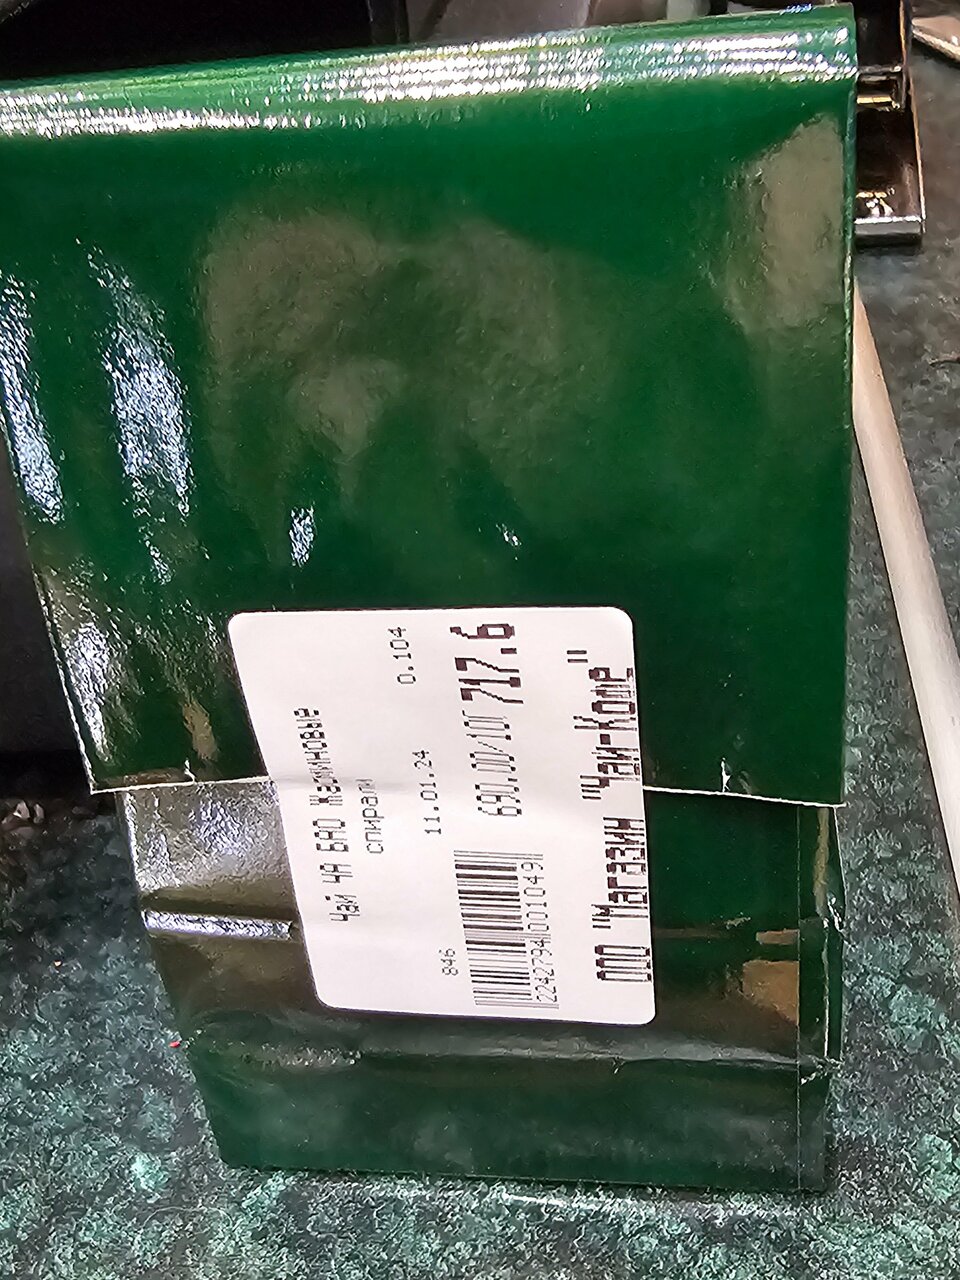 Чай ЧА БАО Жасминовые
спирали
11.01.24 0.104
846 690.00/10Г 717.6
2242794001049
ООО "Магазин "Чай-Кофе"